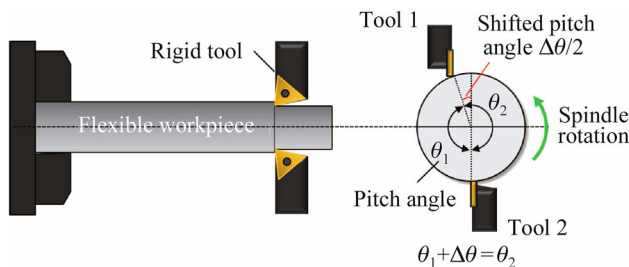 Rigid tool
Flexible workpiece
Tool 1
Shifted pitch
angle Δθ/2
θ₂
θ₁
Spindle
rotation
Pitch angle
Tool 2
θ₁+Δθ=θ₂